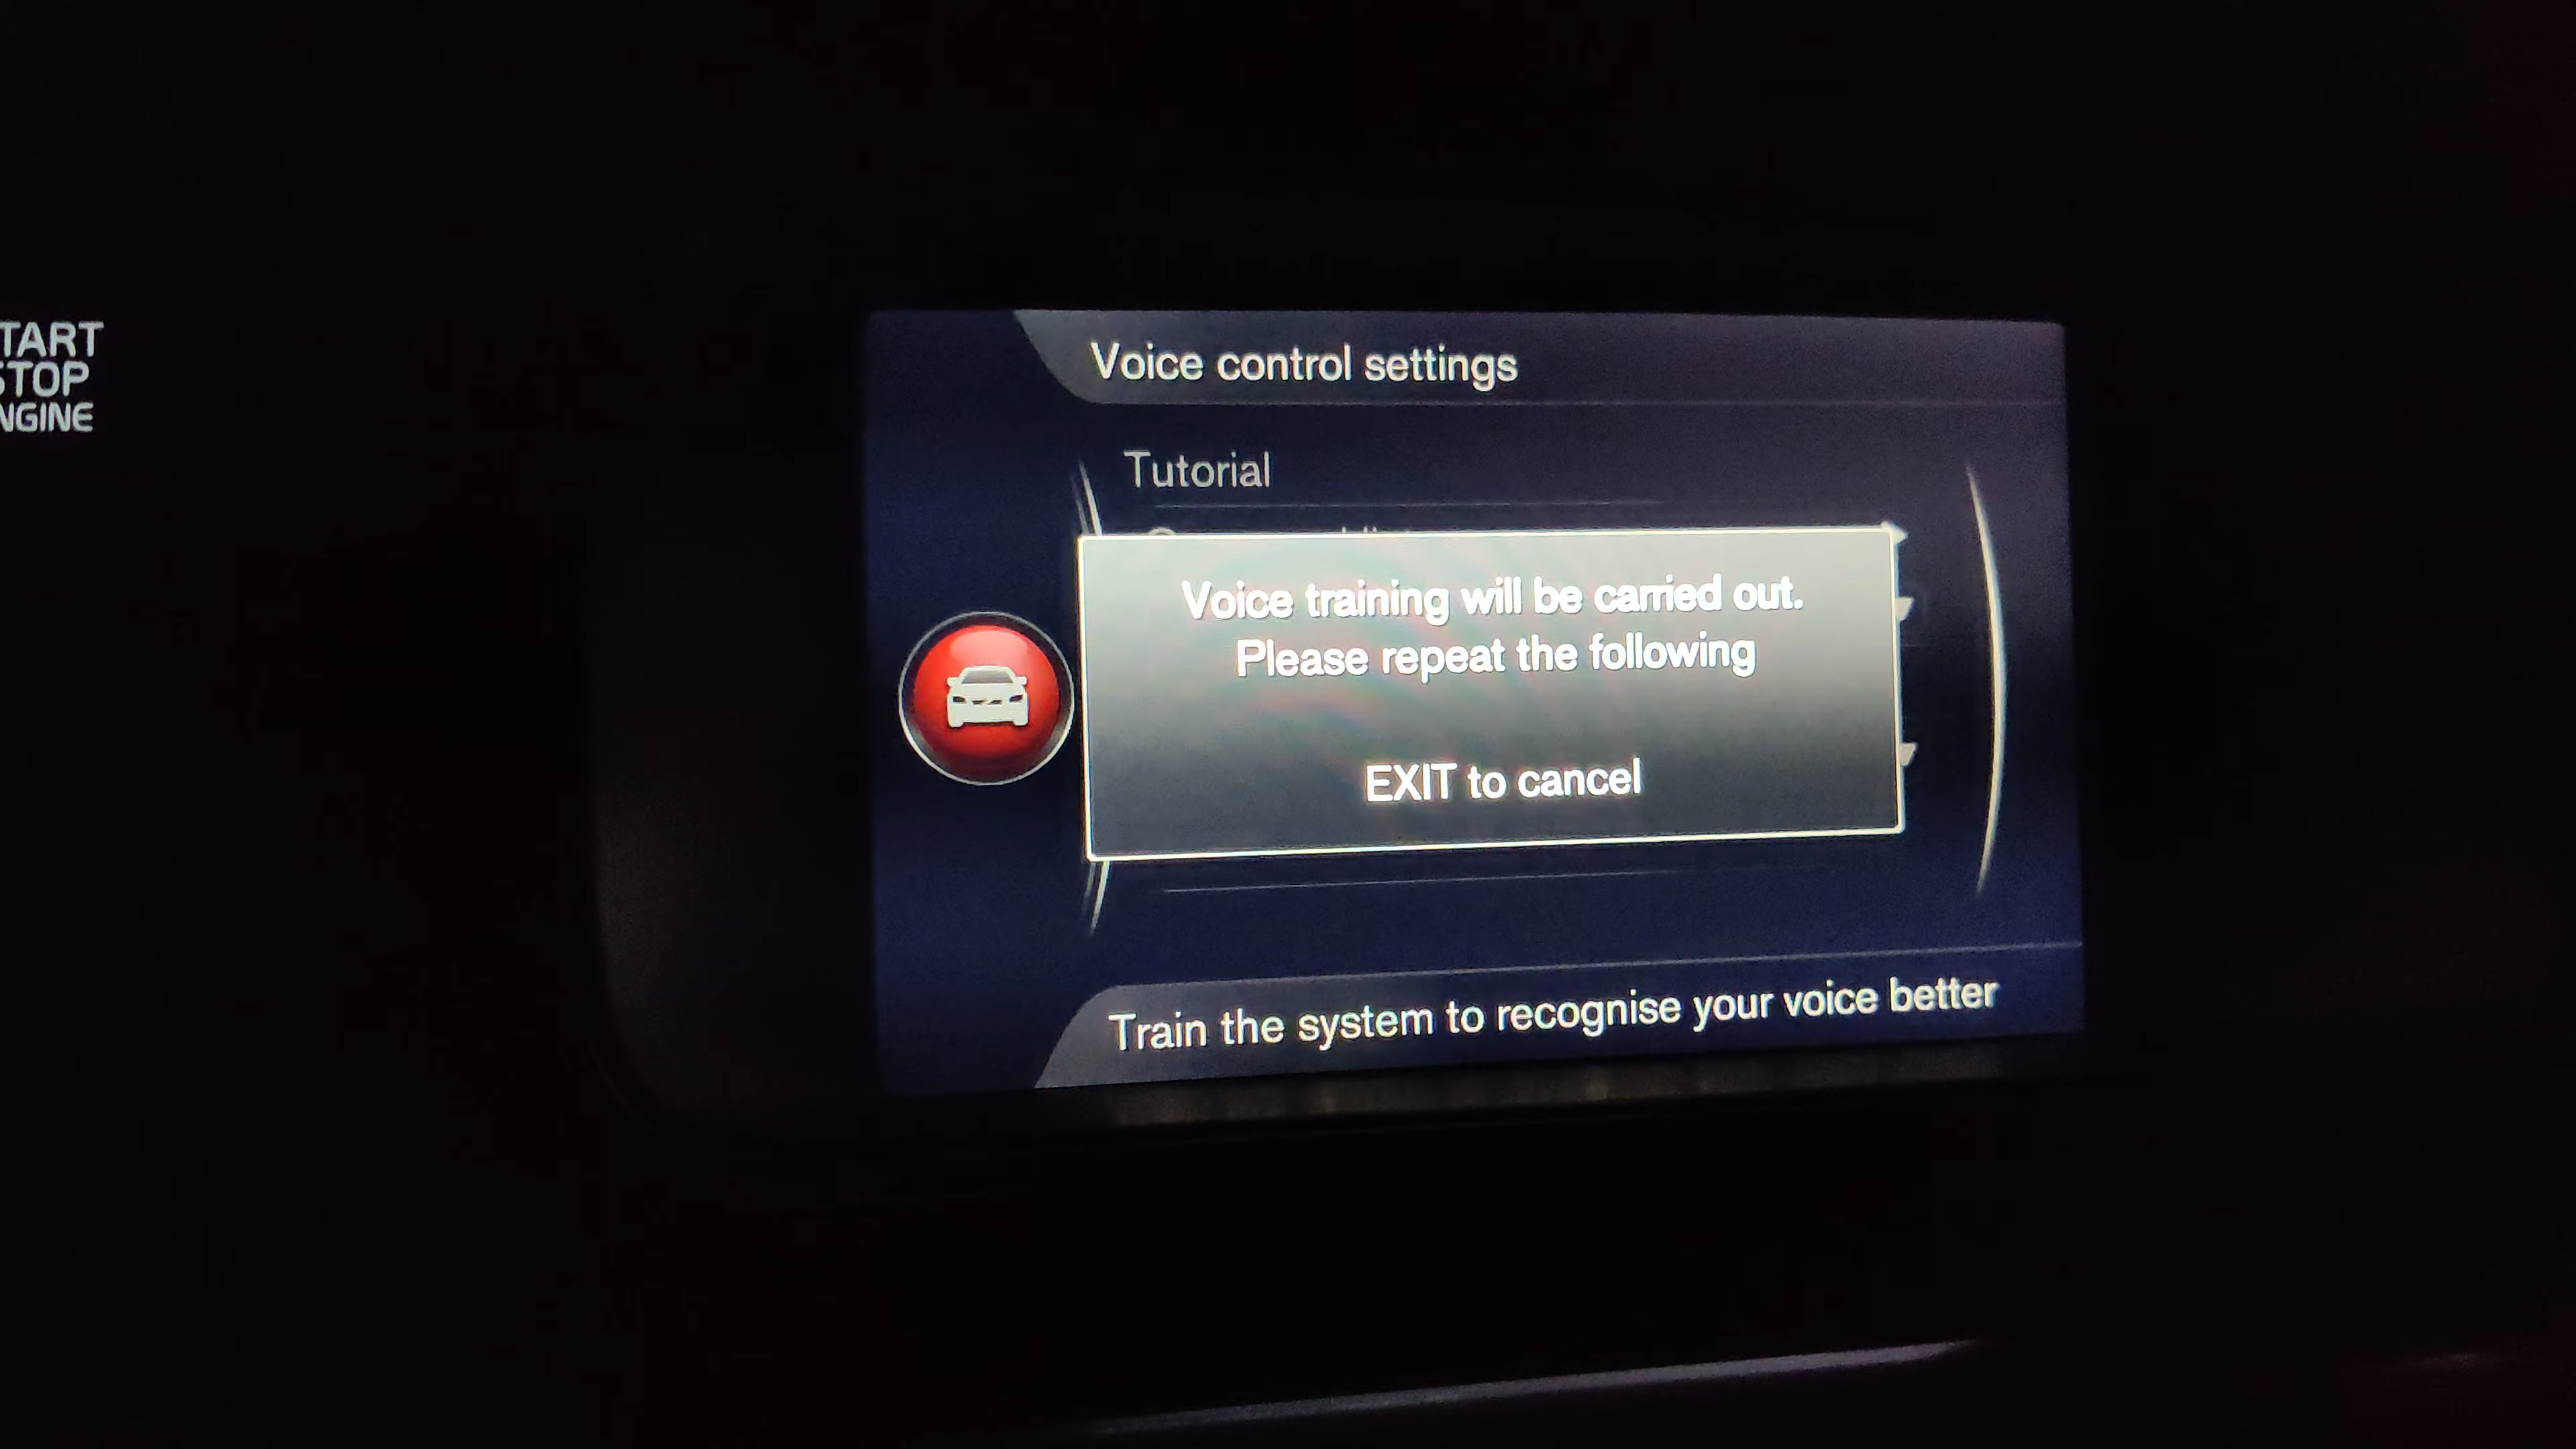 TART
STOP
NGINE
Voice control settings
Tutorial
Voice training will be carried out.
Please repeat the following
EXIT to cancel
Train the system to recognise your voice better